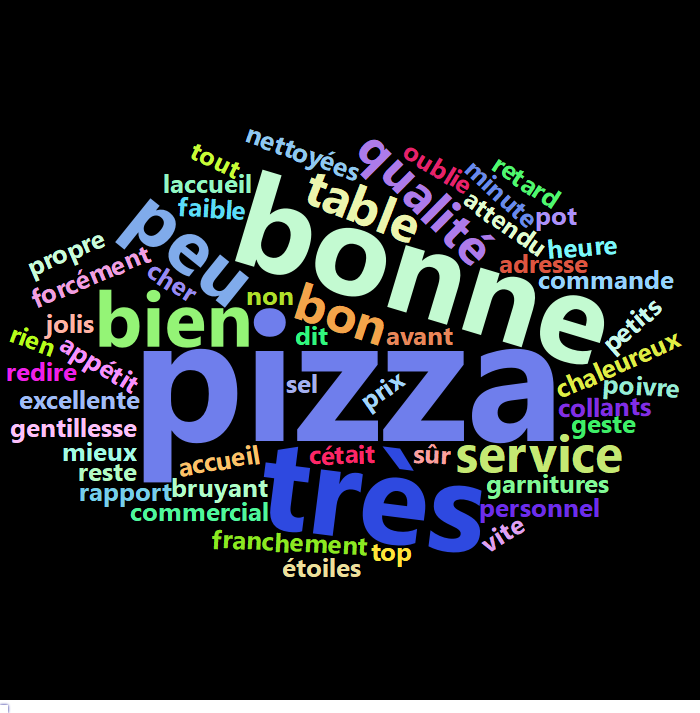 nettoyées
tout
oublie
qualité
retard
minute
laccueil
table
faible
attendu
pot
bonne
peu
propre
heure
adresse
forcément
cher
commande
non
bon
bien
jolis
dit
avant
petits
rien
appétit
pizza
redire
sel
prix
chaleureux
poivre
excellente
collants
gentillesse
geste
mieux
accueil
cétait
sûr
service
reste
très
rapport
bruyant
garnitures
commercial
personnel
vite
franchement
top
étoiles